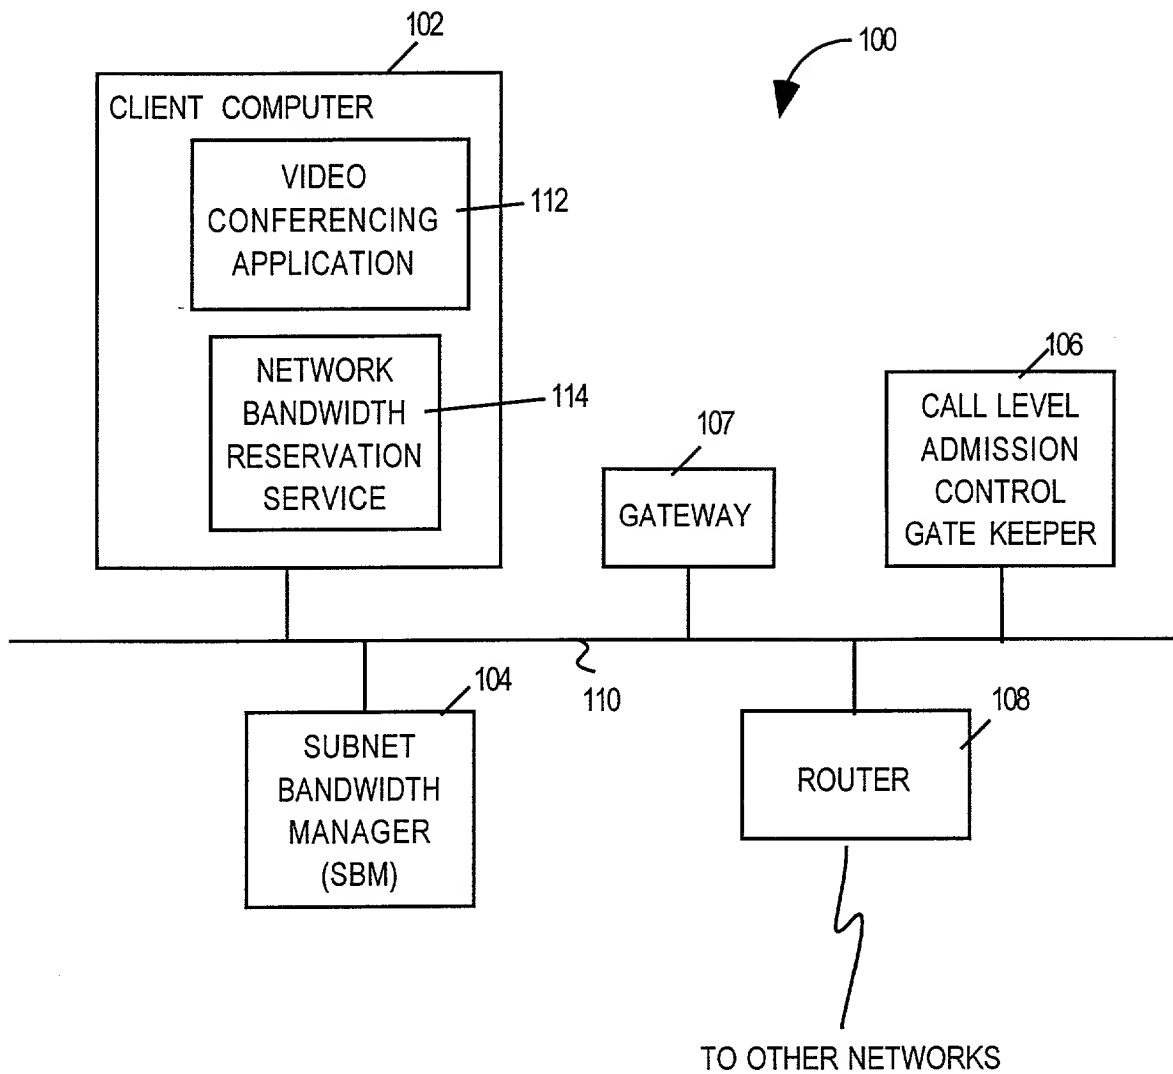 102
100
CLIENT COMPUTER
VIDEO
CONFERENCING
APPLICATION
112
NETWORK
BANDWIDTH
RESERVATION
SERVICE
114
107
GATEWAY
106
CALL LEVEL
ADMISSION
CONTROL
GATE KEEPER
104
110
108
SUBNET
BANDWIDTH
MANAGER
(SBM)
ROUTER
TO OTHER NETWORKS